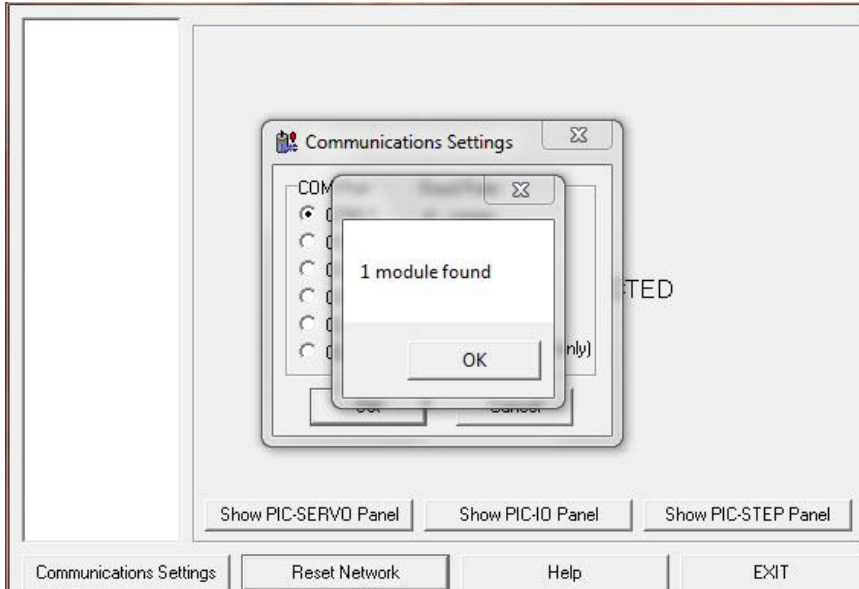 Communications Settings
COM
1 module found
TED
OK
nly)
Cancel
Show PIC-SERVO Panel
Show PIC-IO Panel
Show PIC-STEP Panel
Communications Settings
Reset Network
Help
EXIT